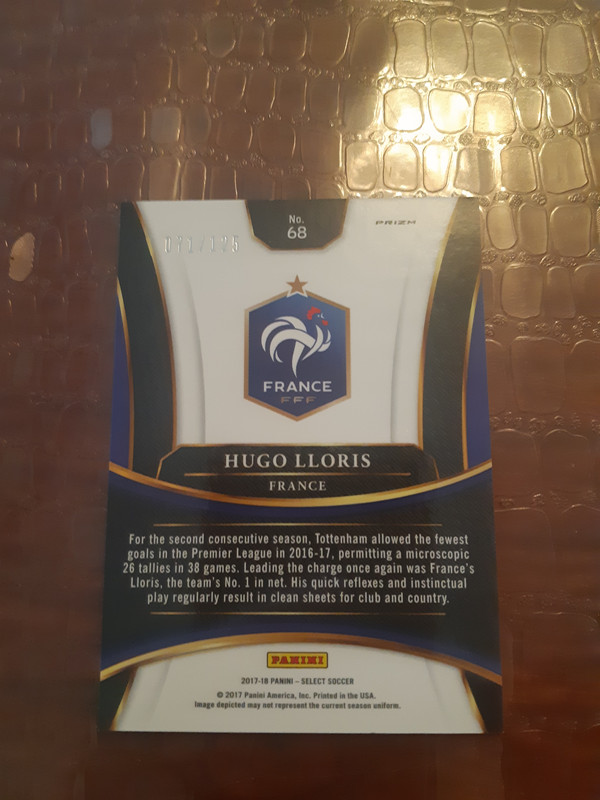 No.
68
PRIZM
071/125
FRANCE
FFF
HUGO LLORIS
FRANCE
For the second consecutive season, Tottenham allowed the fewest
goals in the Premier League in 2016-17, permitting a microscopic
26 tallies in 38 games. Leading the charge once again was France's
Lloris, the team's No. 1 in net. His quick reflexes and instinctual
play regularly result in clean sheets for club and country.
PANINI
2017-18 PANINI – SELECT SOCCER
© 2017 Panini America, Inc. Printed in the USA.
Image depicted may not represent the current season uniform.